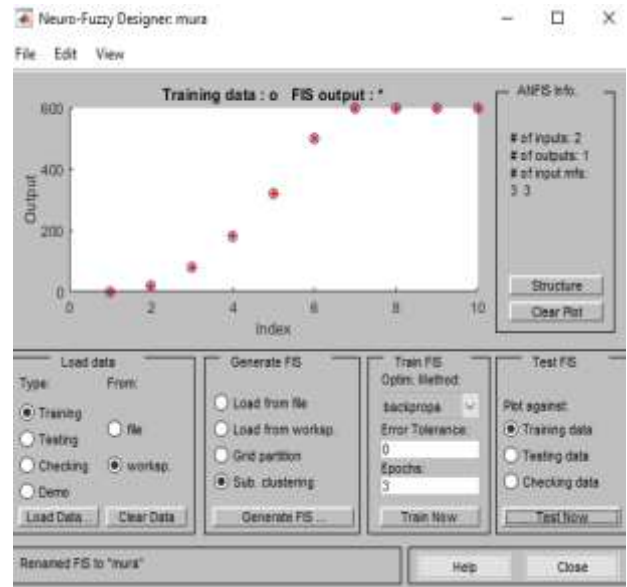 Neuro-Fuzzy Designer: mura
File Edit View
Training data : o FIS output : *
600
400
200
0
Output
0 2 4 6 8 10
Index
ANFIS Info.
# of inputs: 2
# of outputs: 1
# of input mfs:
3 3
Structure
Clear Plot
Load data
Type: From:
Training
Testing
Checking
Demo
file
worksp.
Load Data...
Clear Data
Generate FIS
Load from file
Load from worksp.
Grid partition
Sub. clustering
Generate FIS ...
Train FIS
Optim. Method:
backpropa
Error Tolerance:
0
Epochs:
3
Train Now
Test FIS
Plot against:
Training data
Testing data
Checking data
Test Now
Renamed FIS to "mura"
Help
Close